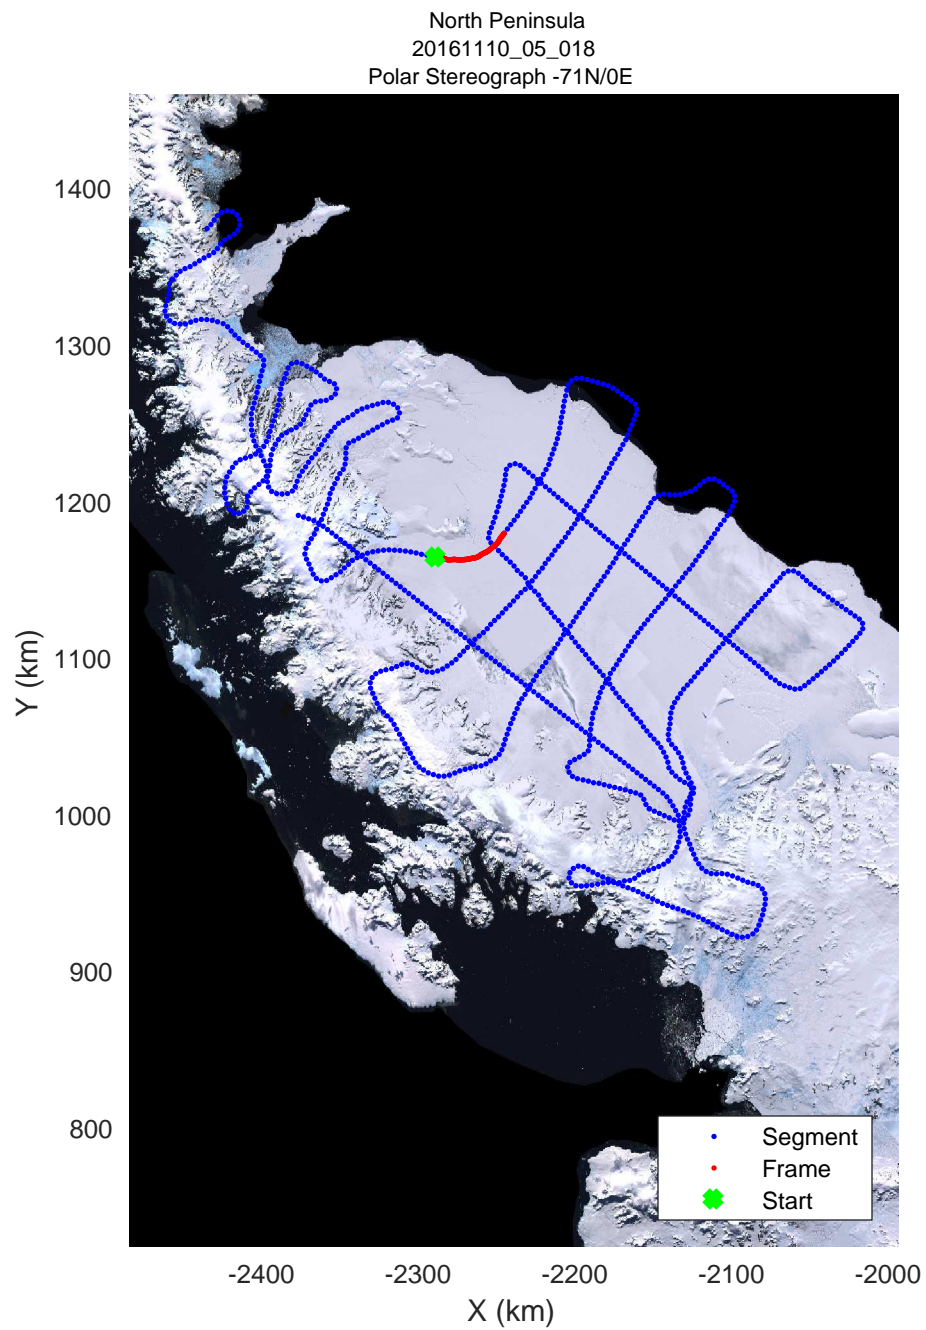 North Peninsula
20161110_05_018
Polar Stereograph -71N/0E
1400
1300
1200
1100
1000
900
800
Y (km)
-2400
-2300
-2200
-2100
-2000
X (km)
Segment
Frame
Start